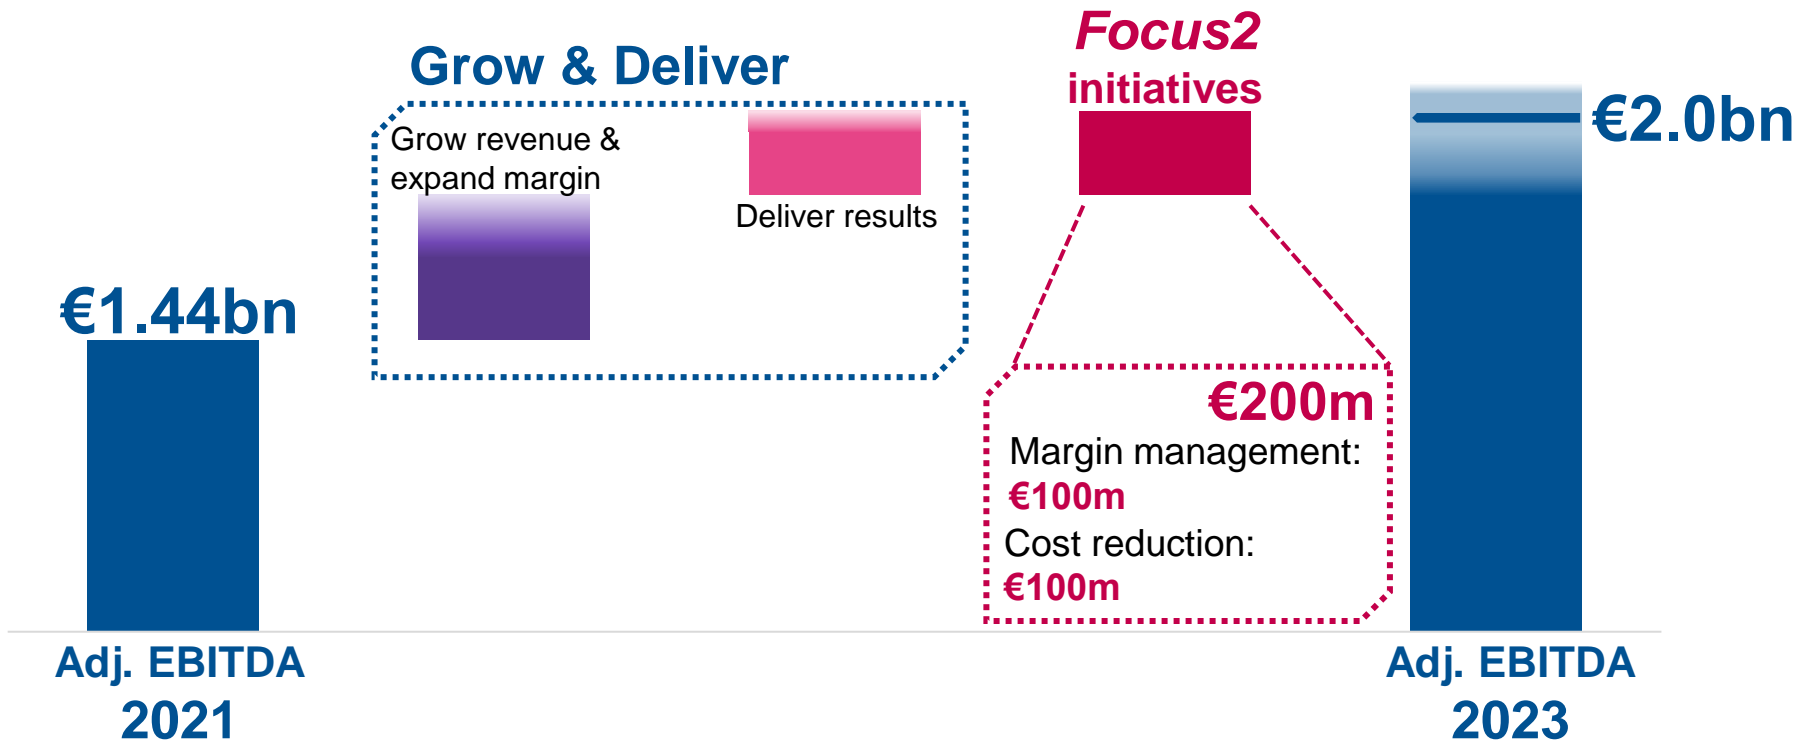 Grow & Deliver
Grow revenue &
expand margin
Deliver results
Focus2
initiatives
€2.0bn
€1.44bn
€200m
Margin management:
€100m
Cost reduction:
€100m
Adj. EBITDA
2021
Adj. EBITDA
2023